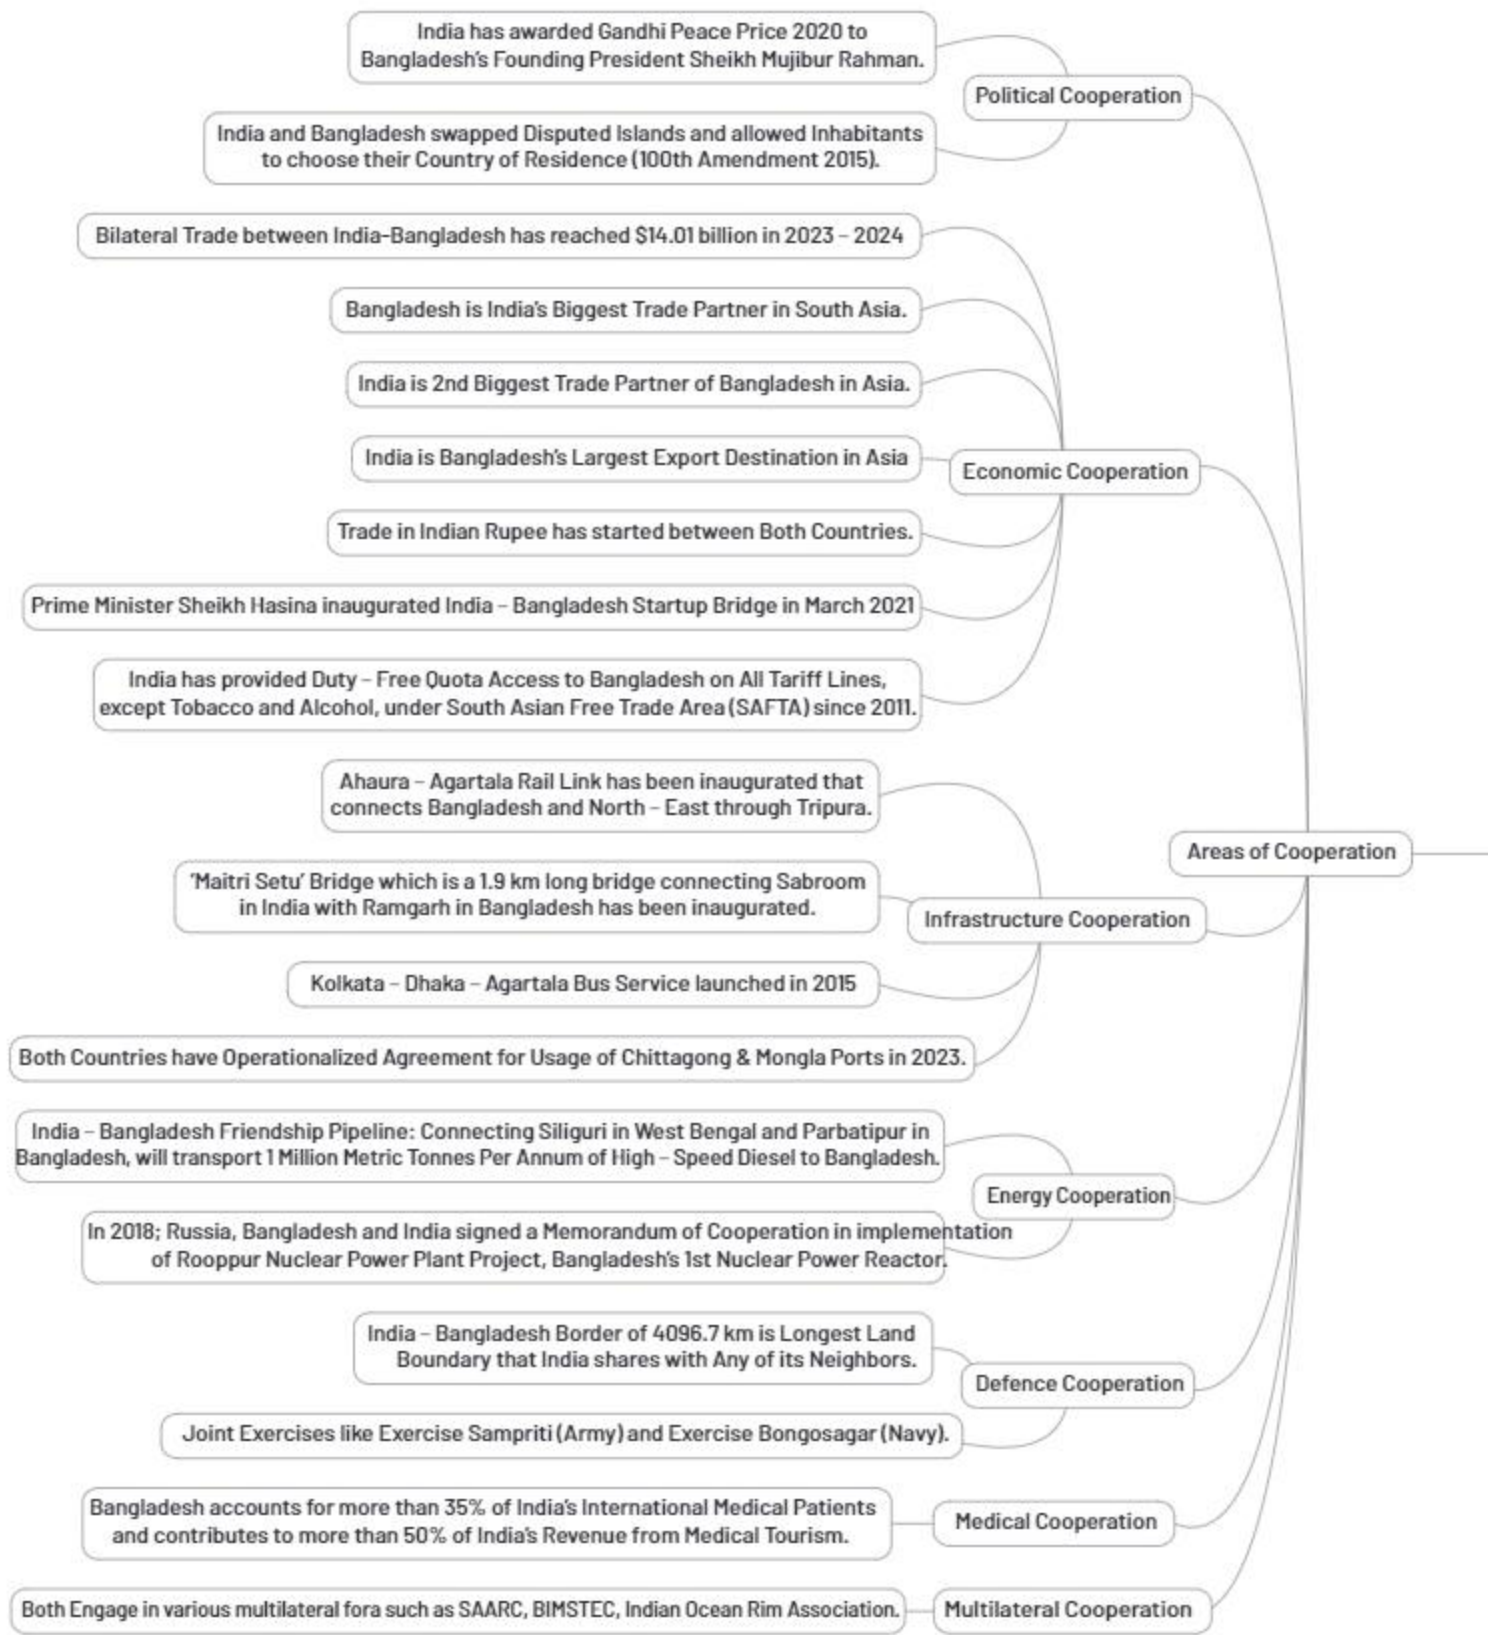 India has awarded Gandhi Peace Price 2020 to
Bangladesh's Founding President Sheikh Mujibur Rahman.
Political Cooperation
India and Bangladesh swapped Disputed Islands and allowed Inhabitants
to choose their Country of Residence (100th Amendment 2015).
Bilateral Trade between India-Bangladesh has reached $14.01 billion in 2023 – 2024
Bangladesh is India's Biggest Trade Partner in South Asia.
India is 2nd Biggest Trade Partner of Bangladesh in Asia.
India is Bangladesh's Largest Export Destination in Asia
Economic Cooperation
Trade in Indian Rupee has started between Both Countries.
Prime Minister Sheikh Hasina inaugurated India – Bangladesh Startup Bridge in March 2021
India has provided Duty – Free Quota Access to Bangladesh on All Tariff Lines,
except Tobacco and Alcohol, under South Asian Free Trade Area (SAFTA) since 2011.
Ahaura – Agartala Rail Link has been inaugurated that
connects Bangladesh and North – East through Tripura.
Areas of Cooperation
'Maitri Setu' Bridge which is a 1.9 km long bridge connecting Sabroom
in India with Ramgarh in Bangladesh has been inaugurated.
Infrastructure Cooperation
Kolkata – Dhaka – Agartala Bus Service launched in 2015
Both Countries have Operationalized Agreement for Usage of Chittagong & Mongla Ports in 2023.
India – Bangladesh Friendship Pipeline: Connecting Siliguri in West Bengal and Parbatipur in
Bangladesh, will transport 1 Million Metric Tonnes Per Annum of High – Speed Diesel to Bangladesh.
Energy Cooperation
In 2018; Russia, Bangladesh and India signed a Memorandum of Cooperation in implementation
of Rooppur Nuclear Power Plant Project, Bangladesh's 1st Nuclear Power Reactor.
India – Bangladesh Border of 4096.7 km is Longest Land
Boundary that India shares with Any of its Neighbors.
Defence Cooperation
Joint Exercises like Exercise Sampriti (Army) and Exercise Bongosagar (Navy).
Bangladesh accounts for more than 35% of India's International Medical Patients
and contributes to more than 50% of India's Revenue from Medical Tourism.
Medical Cooperation
Both Engage in various multilateral fora such as SAARC, BIMSTEC, Indian Ocean Rim Association.
Multilateral Cooperation